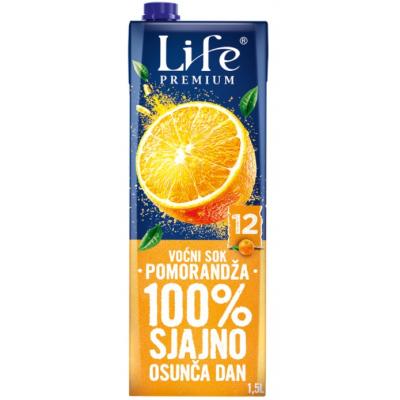 Life®
PREMIUM
12
VOĆNI SOK
POMORANDŽA
100%
SJAJNO
OSUNČA DAN
1,5L